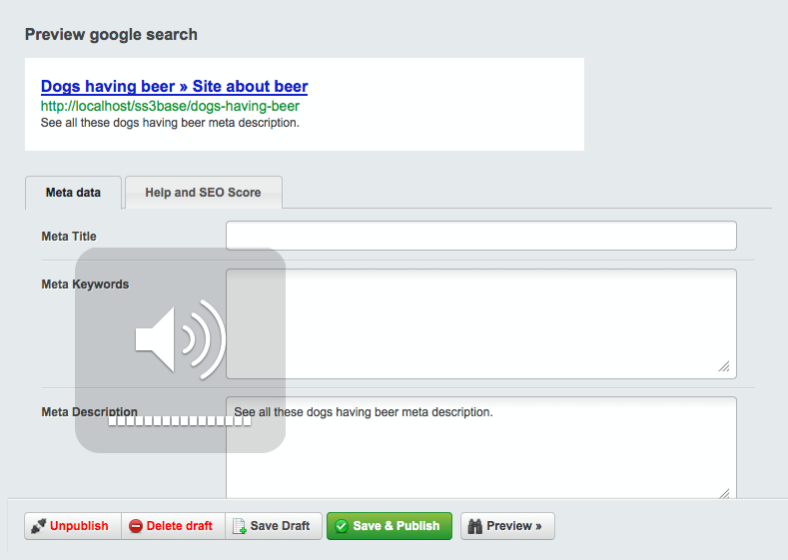 Preview google search
Dogs having beer » Site about beer
http://localhost/ss3base/dogs-having-beer
See all these dogs having beer meta description.
Meta data
Help and SEO Score
Meta Title
Meta Keywords
Meta Description
See all these dogs having beer meta description.
Unpublish
Delete draft
Save Draft
Save & Publish
Preview »